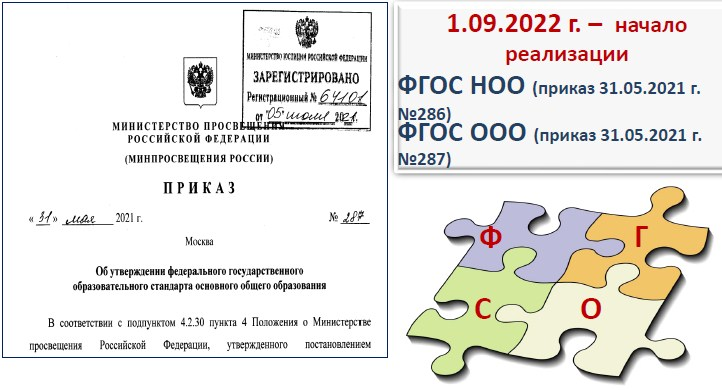 МИНИСТЕРСТВО ЮСТИЦИИ РОССИЙСКОЙ ФЕДЕРАЦИИ
ЗАРЕГИСТРИРОВАНО
Регистрационный № 64101
от "05" июля 2021.
МИНИСТЕРСТВО ПРОСВЕЩЕНИЯ
РОССИЙСКОЙ ФЕДЕРАЦИИ
(МИНПРОСВЕЩЕНИЯ РОССИИ)
ПРИКАЗ
« 31 » мая 2021 г.
№ 287
Москва
Об утверждении федерального государственного
образовательного стандарта основного общего образования
В соответствии с подпунктом 4.2.30 пункта 4 Положения о Министерстве
просвещения Российской Федерации, утвержденного постановлением
1.09.2022 г. – начало
реализации
ФГОС НОО (приказ 31.05.2021 г.
№286)
ФГОС ООО (приказ 31.05.2021 г.
№287)
Ф Г
С О